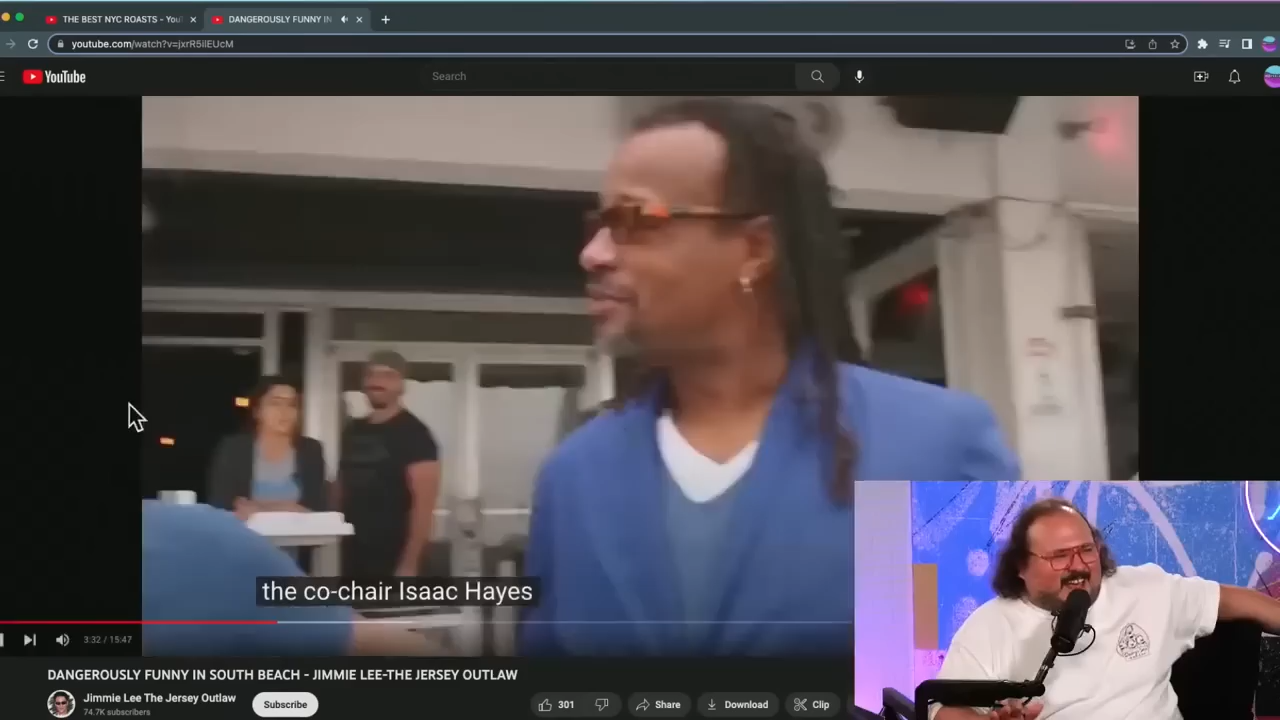 THE BEST NYC ROASTS - You
DANGEROUSLY FUNNY IN
youtube.com/watch?v=jxrR5ilEUcM
YouTube
Search
the co-chair Isaac Hayes
3:32 / 15:47
DANGEROUSLY FUNNY IN SOUTH BEACH - JIMMIE LEE-THE JERSEY OUTLAW
Jimmie Lee The Jersey Outlaw
74.7K subscribers
Subscribe
301
Share
Download
Clip